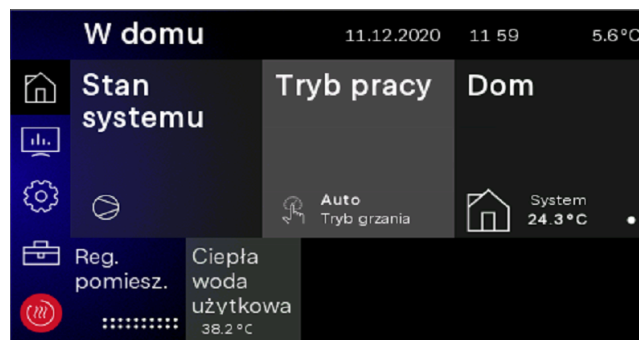 W domu 11.12.2020 11 59 5.6°C
Stan systemu
Tryb pracy
Auto
Tryb grzania
Dom
System
24.3°C
Reg.
pomiesz.
Ciepła
woda
użytkowa
38.2°C